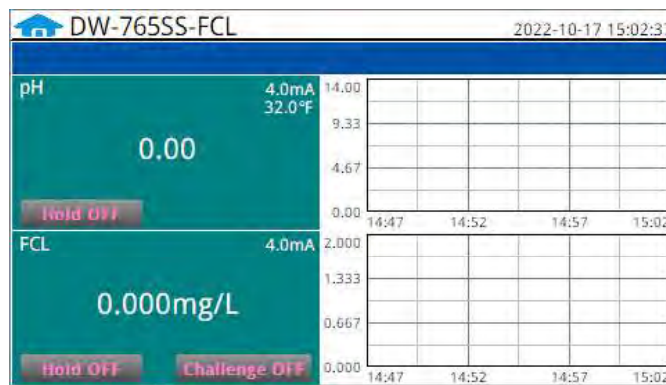 DW-765SS-FCL 2022-10-17 15:02:3
pH 4.0mA
32.0°F
0.00
Hold OFF
14.00
9.33
4.67
0.00
14:47 14:52 14:57 15:02
FCL 4.0mA
0.000mg/L
Hold OFF Challenge OFF
2.000
1.333
0.667
0.000
14:47 14:52 14:57 15:02